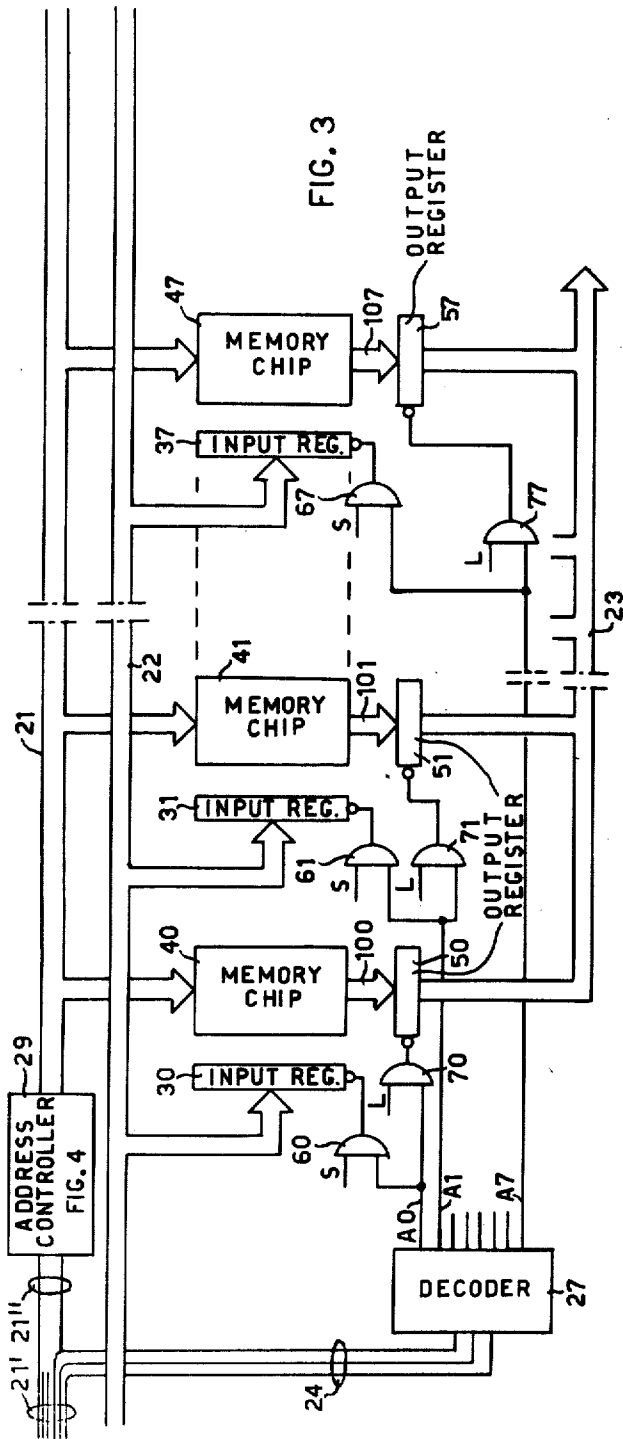 FIG. 3
21
22
29
ADDRESS
CONTROLLER
FIG. 4
21'
21"
24
47
MEMORY
CHIP
107
37
INPUT REG.
67
S
OUTPUT
REGISTER
57
L
77
41
MEMORY
CHIP
101
31
INPUT REG.
61
S
51
L
71
OUTPUT
REGISTER
40
MEMORY
CHIP
100
30
INPUT REG.
60
S
50
L
70
A0
A1
A7
DECODER
27
23